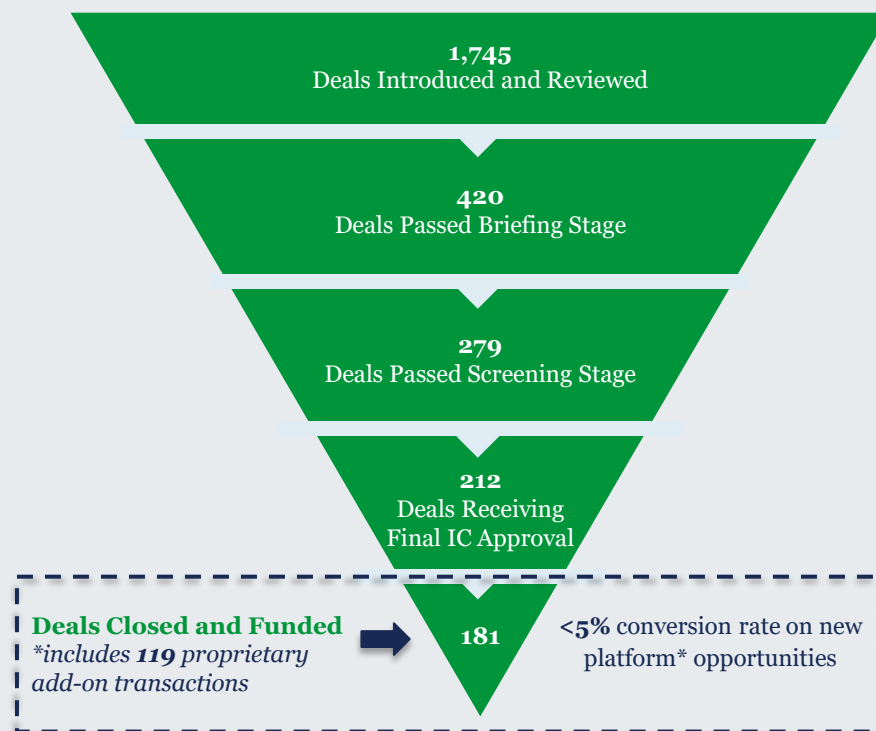 1,745
Deals Introduced and Reviewed
420
Deals Passed Briefing Stage
279
Deals Passed Screening Stage
212
Deals Receiving
Final IC Approval
Deals Closed and Funded
*includes 119 proprietary
add-on transactions
181
<5% conversion rate on new
platform* opportunities